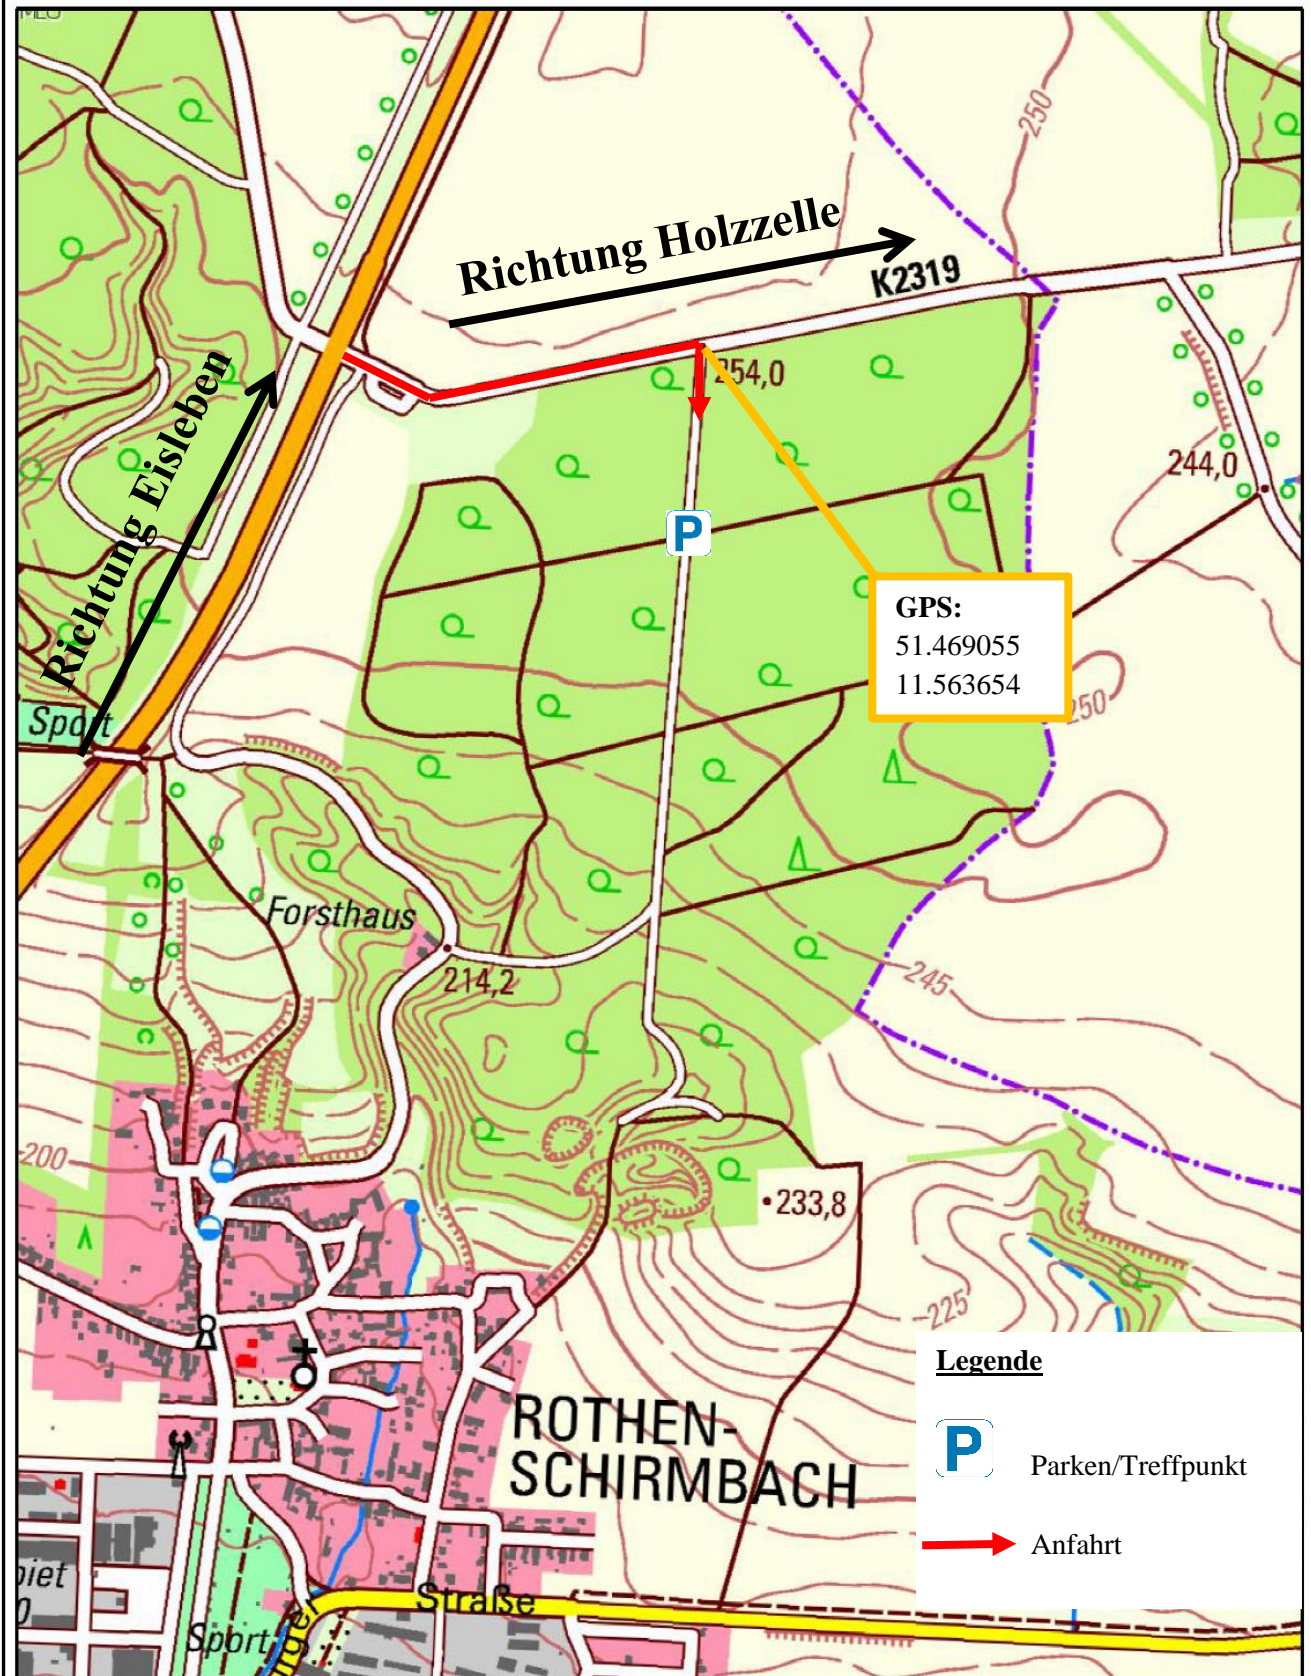 250
Richtung Holzzelle
K2319
Richtung Eisleben
254,0
244,0
P
GPS:
51.469055
11.563654
250
Sport
Forsthaus
214,2
245
200
233,8
225
Legende
P Parken/Treffpunkt
Anfahrt
ROTHEN-
SCHIRMBACH
Straße
Sport